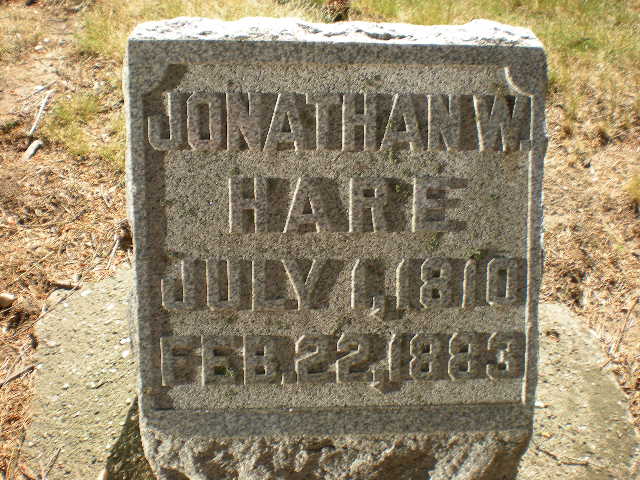 JONATHAN W.
HARE
JULY 1, 1810
FEB. 22, 1883